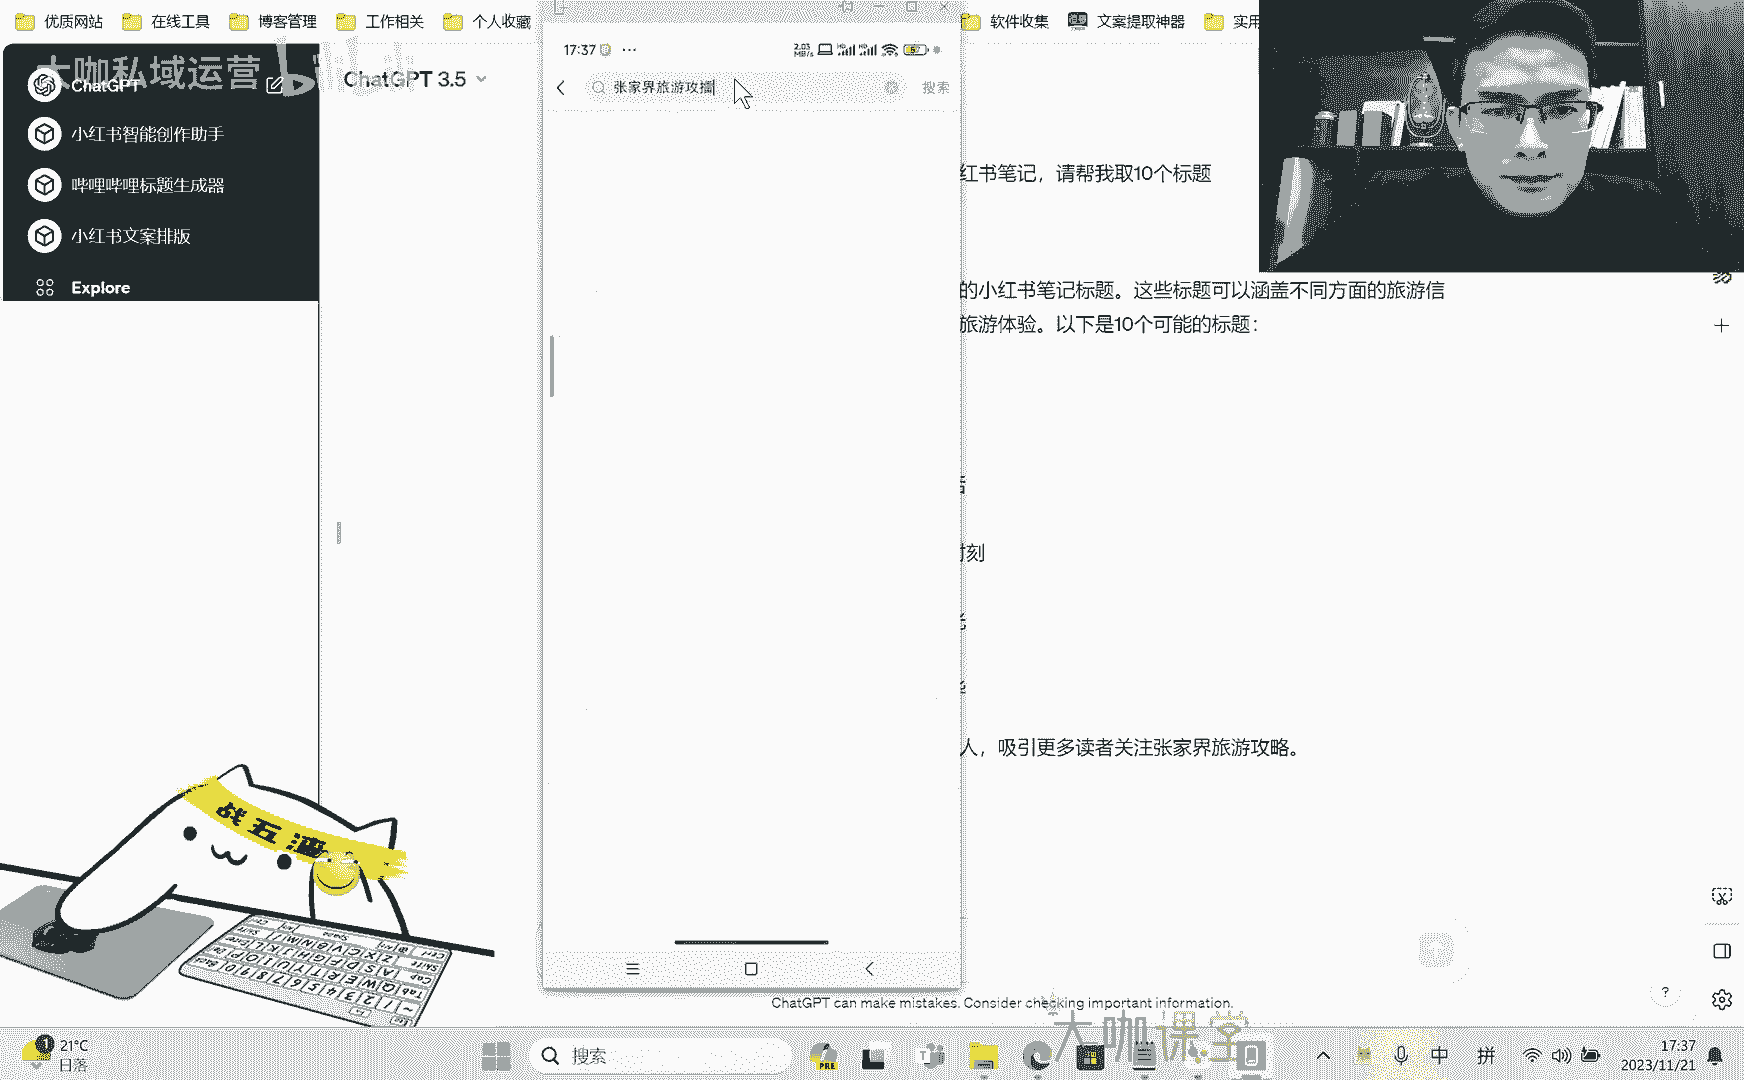 优质网站 在线工具 博客管理 工作相关 个人收藏 软件收集 文案提取神器 实用
大咖私域运营 bilibili
ChatGPT
ChatGPT 3.5
小红书智能创作助手
哔哩哔哩标题生成器
小红书文案排版
Explore
17:37 ···
2.03 MB/s 57
张家界旅游攻擂
搜索
红书笔记，请帮我取10个标题
的小红书笔记标题。这些标题可以涵盖不同方面的旅游信
旅游体验。以下是10个可能的标题：
刻
人，吸引更多读者关注张家界旅游攻略。
战五渣
ChatGPT can make mistakes. Consider checking important information.
?
大咖课堂
1
21°C
日落
搜索
PRE
中 拼
17:37
2023/11/21